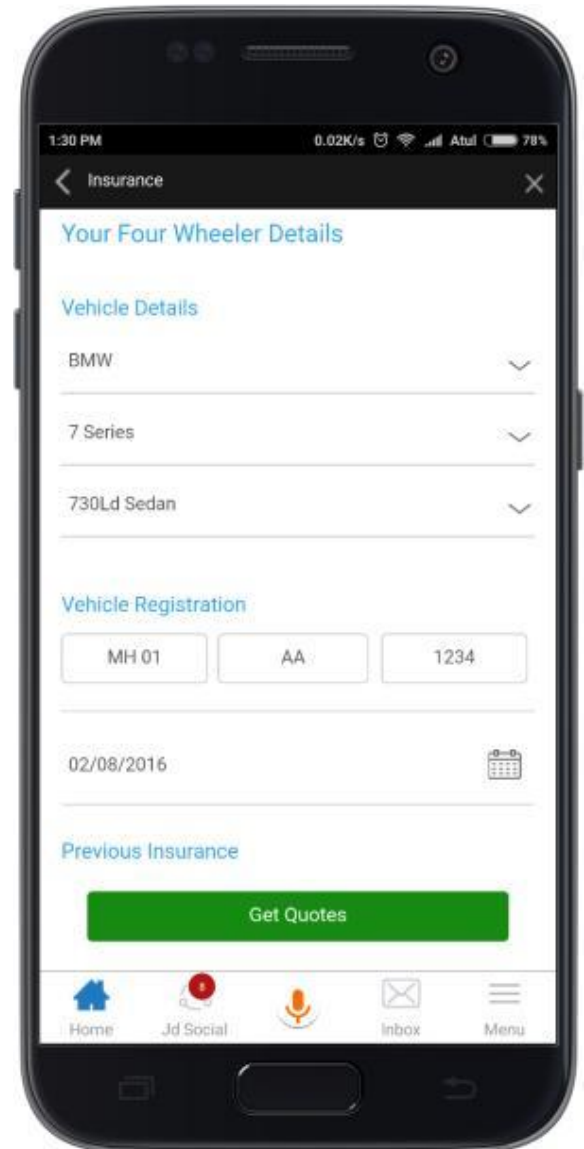 1:30 PM 0.02K/s Atul 78%
Insurance
Your Four Wheeler Details
Vehicle Details
BMW
7 Series
730Ld Sedan
Vehicle Registration
MH 01 AA 1234
02/08/2016
Previous Insurance
Get Quotes
8
Home Jd Social Inbox Menu